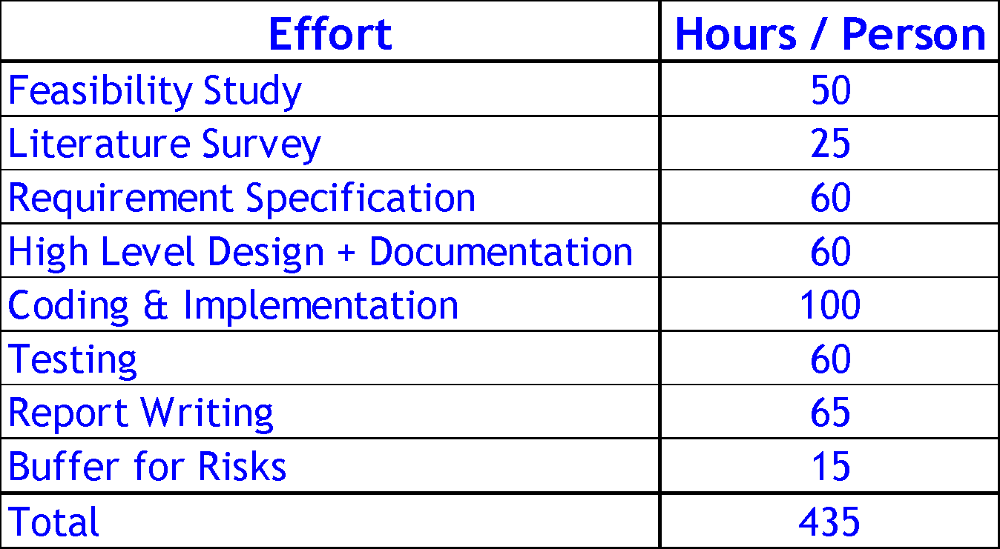 Effort Hours / Person
Feasibility Study 50
Literature Survey 25
Requirement Specification 60
High Level Design + Documentation 60
Coding & Implementation 100
Testing 60
Report Writing 65
Buffer for Risks 15
Total 435